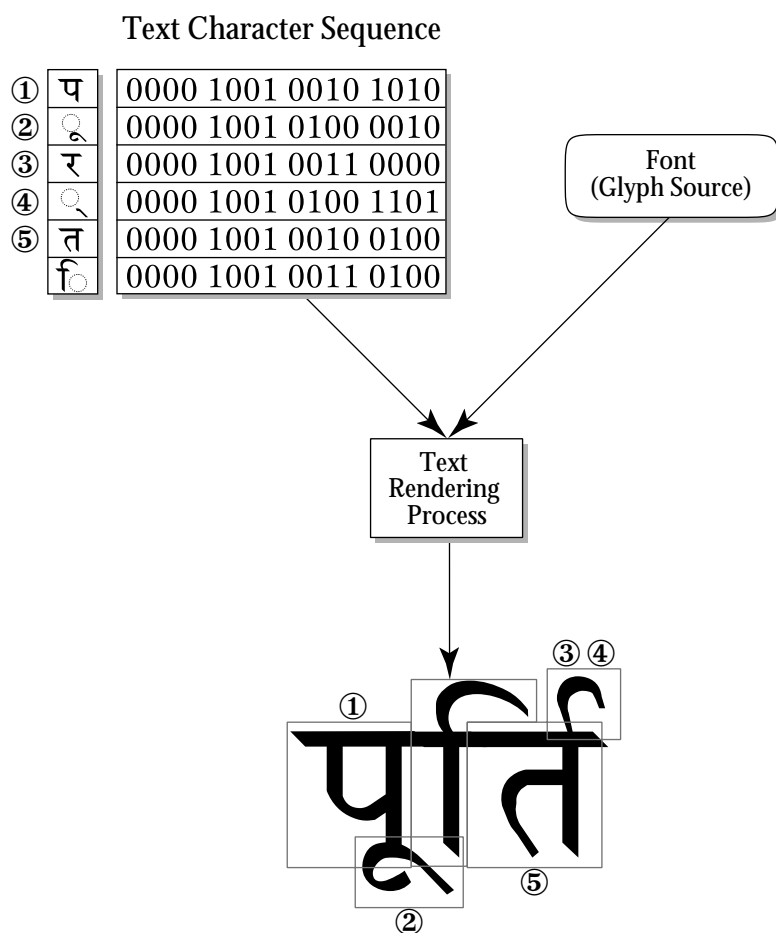 Text Character Sequence
① प 0000 1001 0010 1010
② ू 0000 1001 0100 0010
③ र 0000 1001 0011 0000
④ ् 0000 1001 0100 1101
⑤ त 0000 1001 0010 0100
ि 0000 1001 0011 0100
Font
(Glyph Source)
Text
Rendering
Process
③ ④
①
पूर्ति
⑤
②